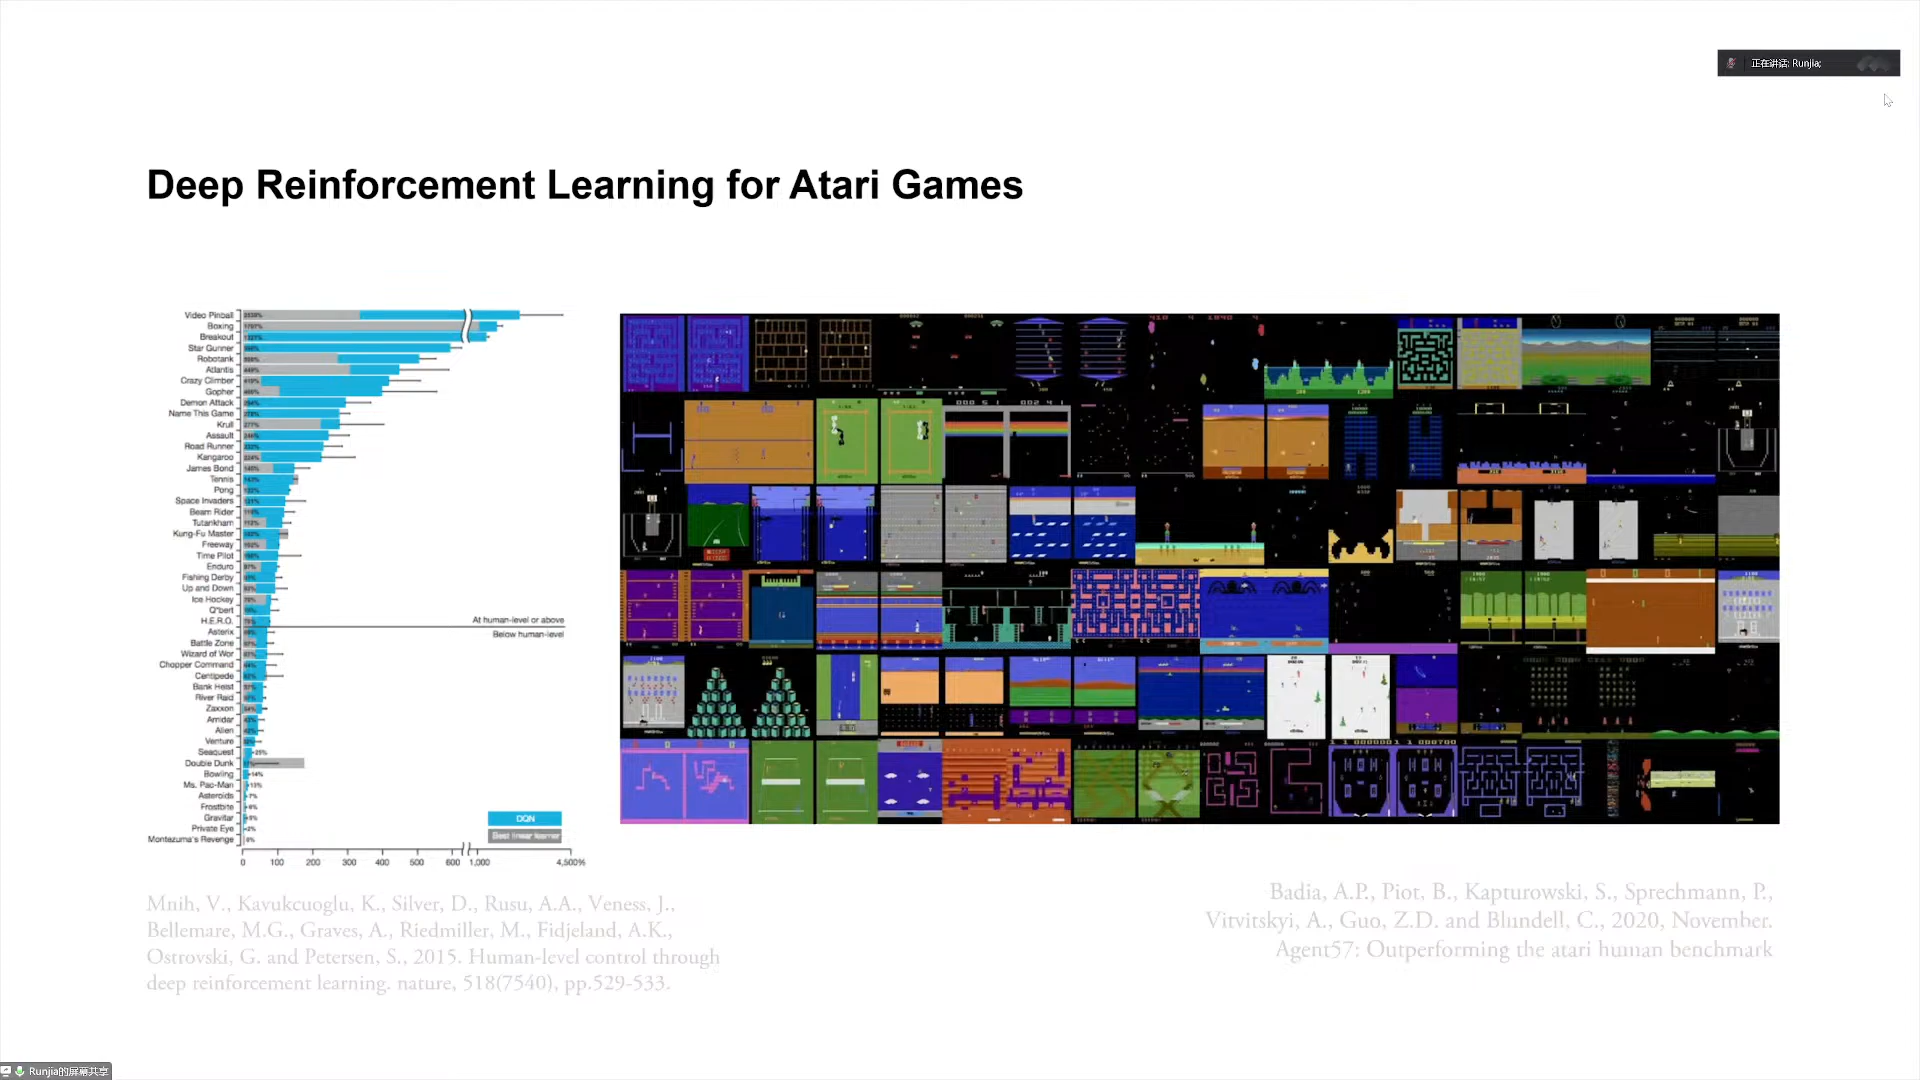 正在讲话: Runjia;
Deep Reinforcement Learning for Atari Games
Video Pinball
Boxing
Breakout
Star Gunner
Robotank
Atlantis
Crazy Climber
Gopher
Demon Attack
Name This Game
Krull
Assault
Road Runner
Kangaroo
James Bond
Tennis
Pong
Space Invaders
Beam Rider
Tutankham
Kung-Fu Master
Freeway
Time Pilot
Enduro
Fishing Derby
Up and Down
Ice Hockey
Q*bert
H.E.R.O.
At human-level or above
Asterix
Below human-level
Battle Zone
Wizard of Wor
Chopper Command
Centipede
Bank Heist
River Raid
Zaxxon
Amidar
Alien
Venture
Seaquest 25%
Double Dunk
Bowling 14%
Ms. Pac-Man 13%
Asteroids 7%
Frostbite 6%
Gravitar 5%
Private Eye 2%
Montezuma's Revenge 0%
DQN
Best linear learner
0 100 200 300 400 500 600 1,000 4,500%
Mnih, V., Kavukcuoglu, K., Silver, D., Rusu, A.A., Veness, J.,
Bellemare, M.G., Graves, A., Riedmiller, M., Fidjeland, A.K.,
Ostrovski, G. and Petersen, S., 2015. Human-level control through
deep reinforcement learning. nature, 518(7540), pp.529-533.
Badia, A.P., Piot, B., Kapturowski, S., Sprechmann, P.,
Vitvitskyi, A., Guo, Z.D. and Blundell, C., 2020, November.
Agent57: Outperforming the atari human benchmark
Runjia的屏幕共享